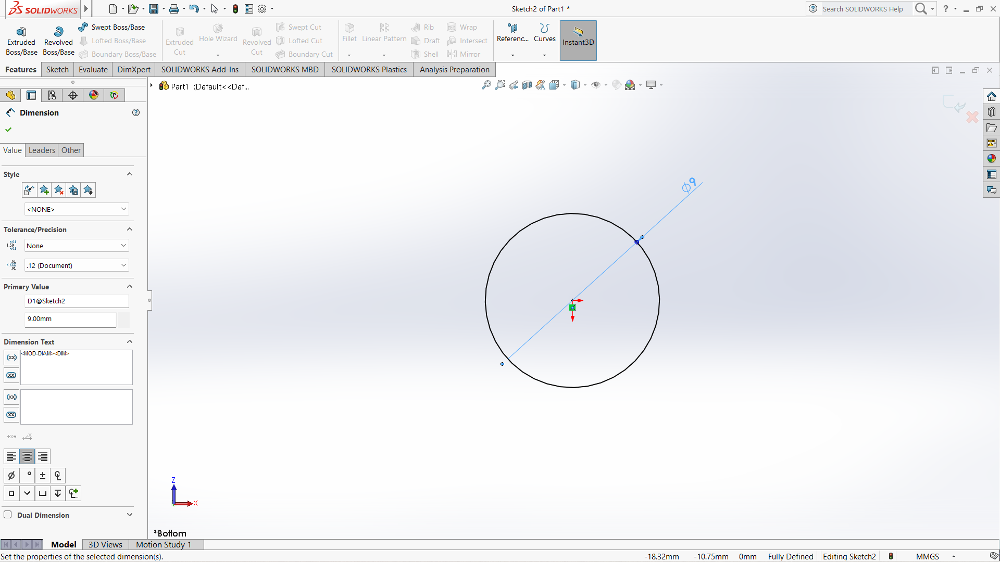 SOLIDWORKS
Sketch2 of Part1 *
Search SOLIDWORKS Help
?
Extruded Boss/Base
Revolved Boss/Base
Swept Boss/Base
Lofted Boss/Base
Boundary Boss/Base
Extruded Cut
Hole Wizard
Revolved Cut
Swept Cut
Lofted Cut
Boundary Cut
Fillet
Linear Pattern
Rib
Draft
Shell
Wrap
Intersect
Mirror
Referenc...
Curves
Instant3D
Features
Sketch
Evaluate
DimXpert
SOLIDWORKS Add-Ins
SOLIDWORKS MBD
SOLIDWORKS Plastics
Analysis Preparation
Part1 (Default<<Def...
Dimension
Value
Leaders
Other
Style
<NONE>
Tolerance/Precision
None
.12 (Document)
Primary Value
D1@Sketch2
9.00mm
Dimension Text
<MOD-DIAM><DIM>
Dual Dimension
∅9
Z
X
*Bottom
Model
3D Views
Motion Study 1
Set the properties of the selected dimension(s).
-18.32mm
-10.75mm
0mm
Fully Defined
Editing Sketch2
MMGS